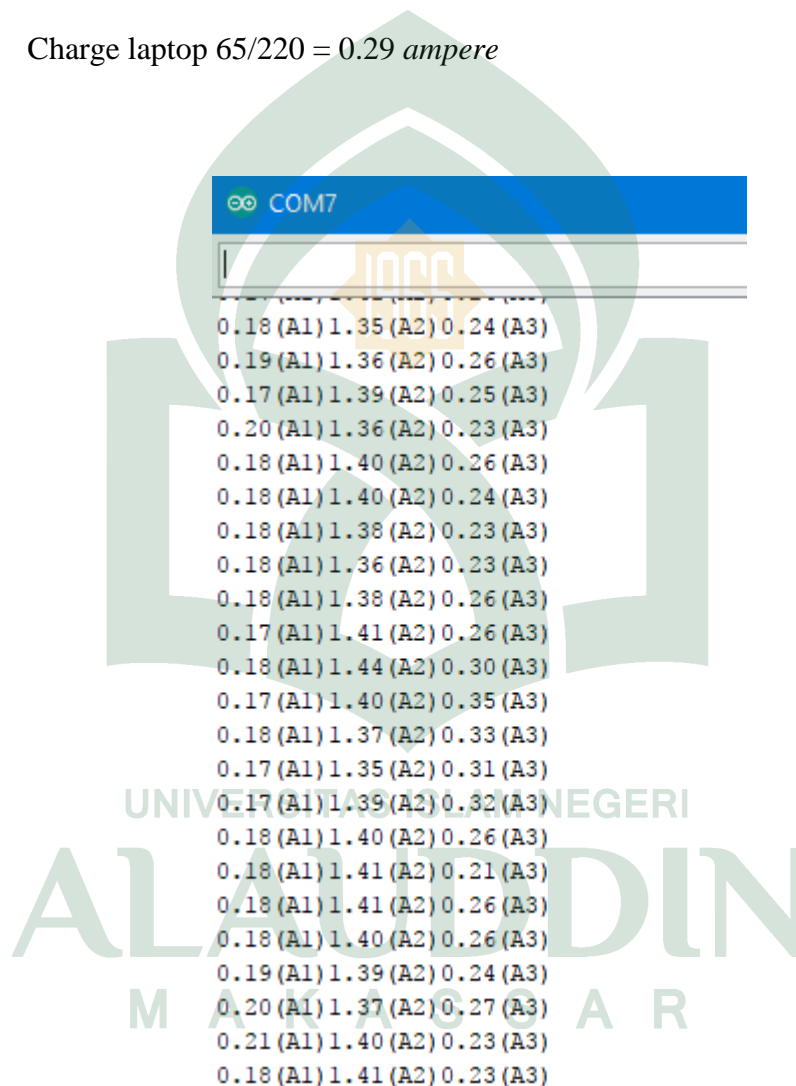 Charge laptop 65/220 = 0.29 ampere
COM7
0.18(A1)1.35(A2)0.24(A3)
0.19(A1)1.36(A2)0.26(A3)
0.17(A1)1.39(A2)0.25(A3)
0.20(A1)1.36(A2)0.23(A3)
0.18(A1)1.40(A2)0.26(A3)
0.18(A1)1.40(A2)0.24(A3)
0.18(A1)1.38(A2)0.23(A3)
0.18(A1)1.36(A2)0.23(A3)
0.18(A1)1.38(A2)0.26(A3)
0.17(A1)1.41(A2)0.26(A3)
0.18(A1)1.44(A2)0.30(A3)
0.17(A1)1.40(A2)0.35(A3)
0.18(A1)1.37(A2)0.33(A3)
0.17(A1)1.35(A2)0.31(A3)
UNIVERSITAS ISLAM NEGERI
0.17(A1)1.39(A2)0.32(A3)
0.18(A1)1.40(A2)0.26(A3)
0.18(A1)1.41(A2)0.21(A3)
ALAUDDIN
0.18(A1)1.41(A2)0.26(A3)
0.18(A1)1.40(A2)0.26(A3)
0.19(A1)1.39(A2)0.24(A3)
MAKASSAR
0.20(A1)1.37(A2)0.27(A3)
0.21(A1)1.40(A2)0.23(A3)
0.18(A1)1.41(A2)0.23(A3)